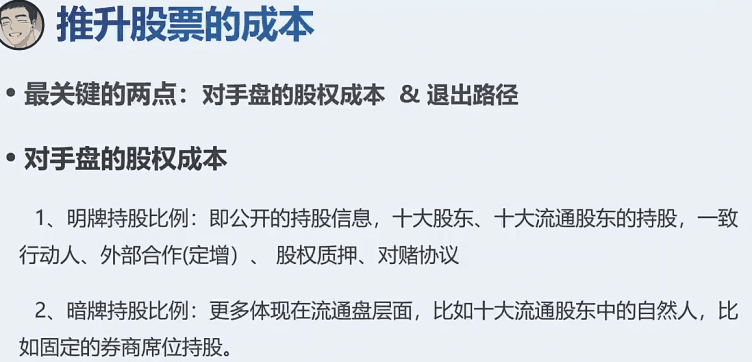 推升股票的成本
• 最关键的两点：对手盘的股权成本 & 退出路径
• 对手盘的股权成本
1、明牌持股比例：即公开的持股信息，十大股东、十大流通股东的持股，一致
行动人、外部合作(定增）、 股权质押、对赌协议
2、暗牌持股比例：更多体现在流通盘层面，比如十大流通股东中的自然人，比
如固定的券商席位持股。